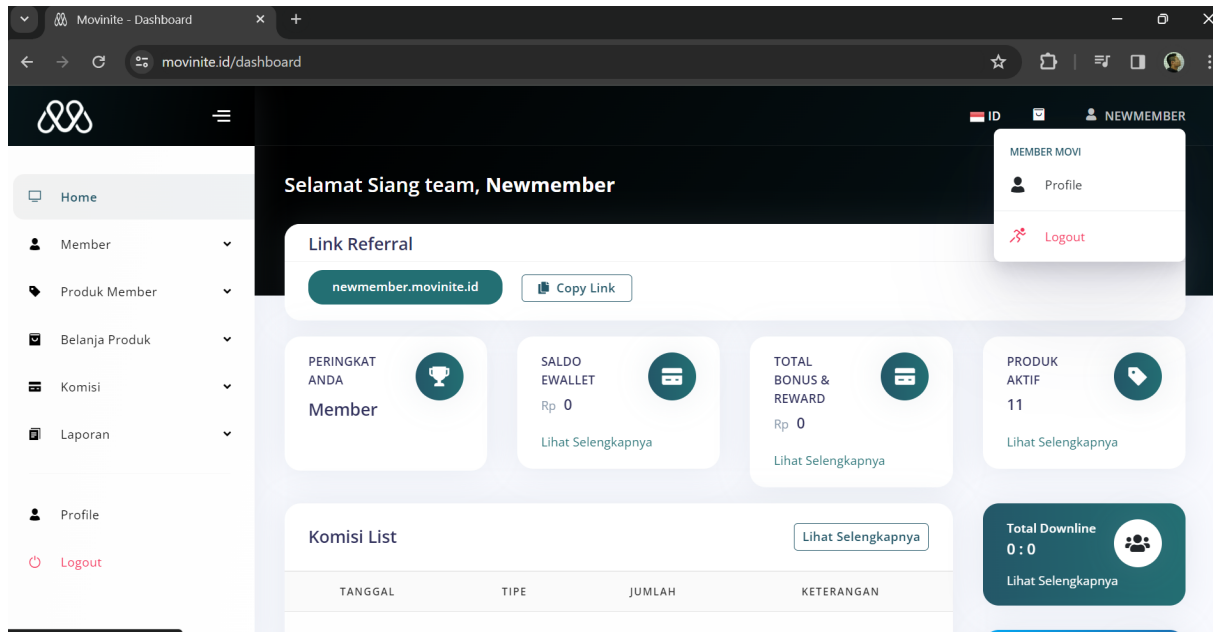 Movinite - Dashboard
movinite.id/dashboard
ID
NEWMEMBER
MEMBER MOVI
Profile
Logout
Home
Member
Produk Member
Belanja Produk
Komisi
Laporan
Profile
Logout
Selamat Siang team, Newmember
Link Referral
newmember.movinite.id
Copy Link
PERINGKAT
ANDA
Member
SALDO
EWALLET
Rp 0
Lihat Selengkapnya
TOTAL
BONUS &
REWARD
Rp 0
Lihat Selengkapnya
PRODUK
AKTIF
11
Lihat Selengkapnya
Komisi List
Lihat Selengkapnya
TANGGAL TIPE JUMLAH KETERANGAN
Total Downline
0 : 0
Lihat Selengkapnya